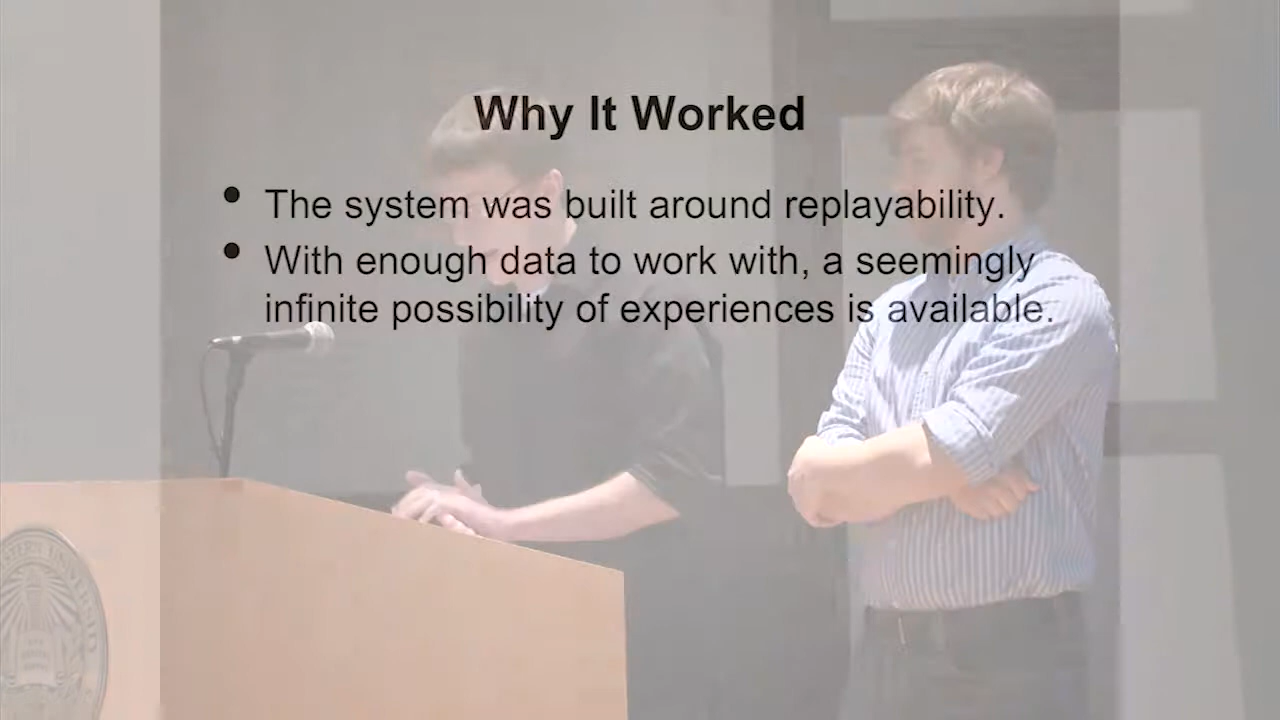 Why It Worked
• The system was built around replayability.
• With enough data to work with, a seemingly
infinite possibility of experiences is available.